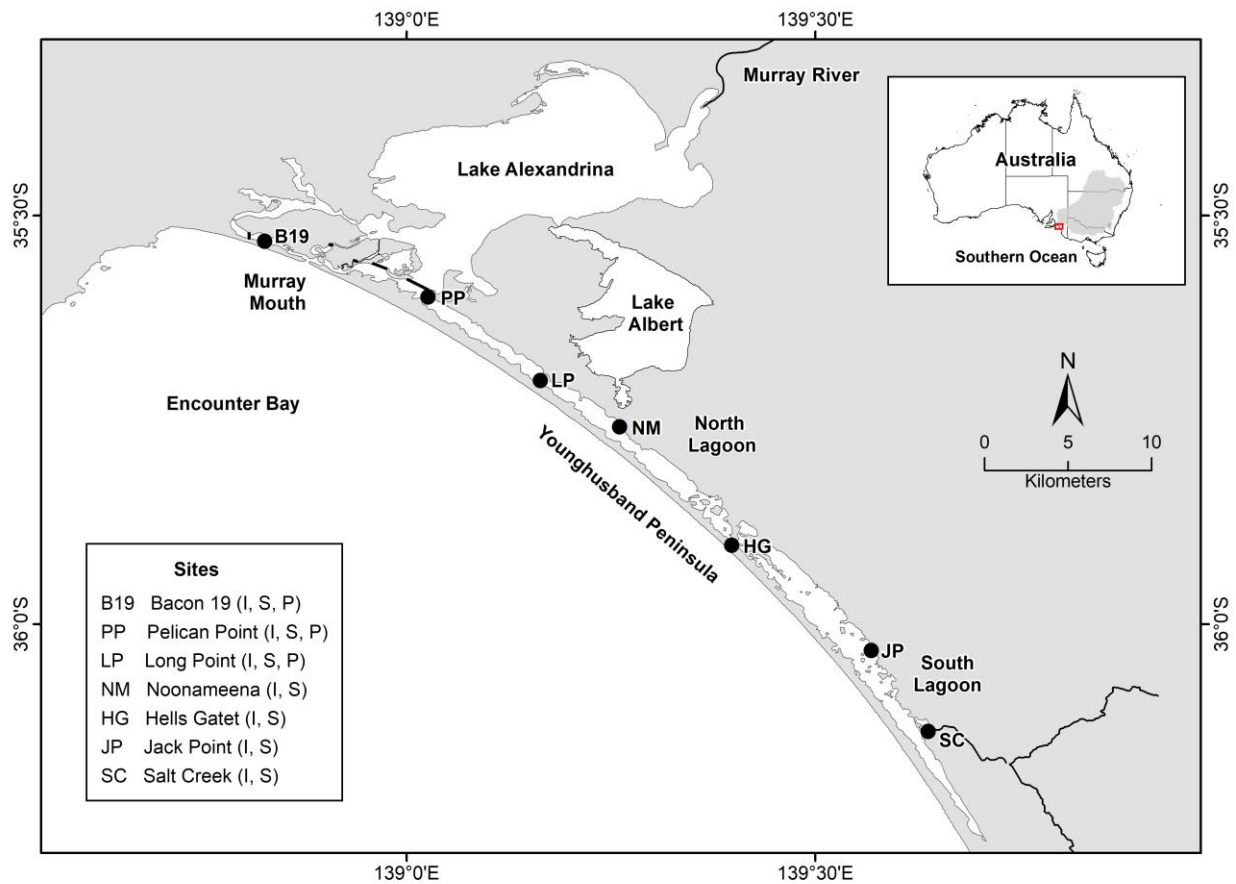 139°0'E
139°30'E
Murray River
Lake Alexandrina
Australia
Southern Ocean
35°30'S
35°30'S
B19
Murray
Mouth
PP
Lake
Albert
LP
Encounter Bay
NM
North
Lagoon
N
0 5 10
Kilometers
Younghusband Peninsula
HG
36°0'S
36°0'S
JP
South
Lagoon
SC
Sites
B19 Bacon 19 (I, S, P)
PP Pelican Point (I, S, P)
LP Long Point (I, S, P)
NM Noonameena (I, S)
HG Hells Gatet (I, S)
JP Jack Point (I, S)
SC Salt Creek (I, S)
139°0'E
139°30'E